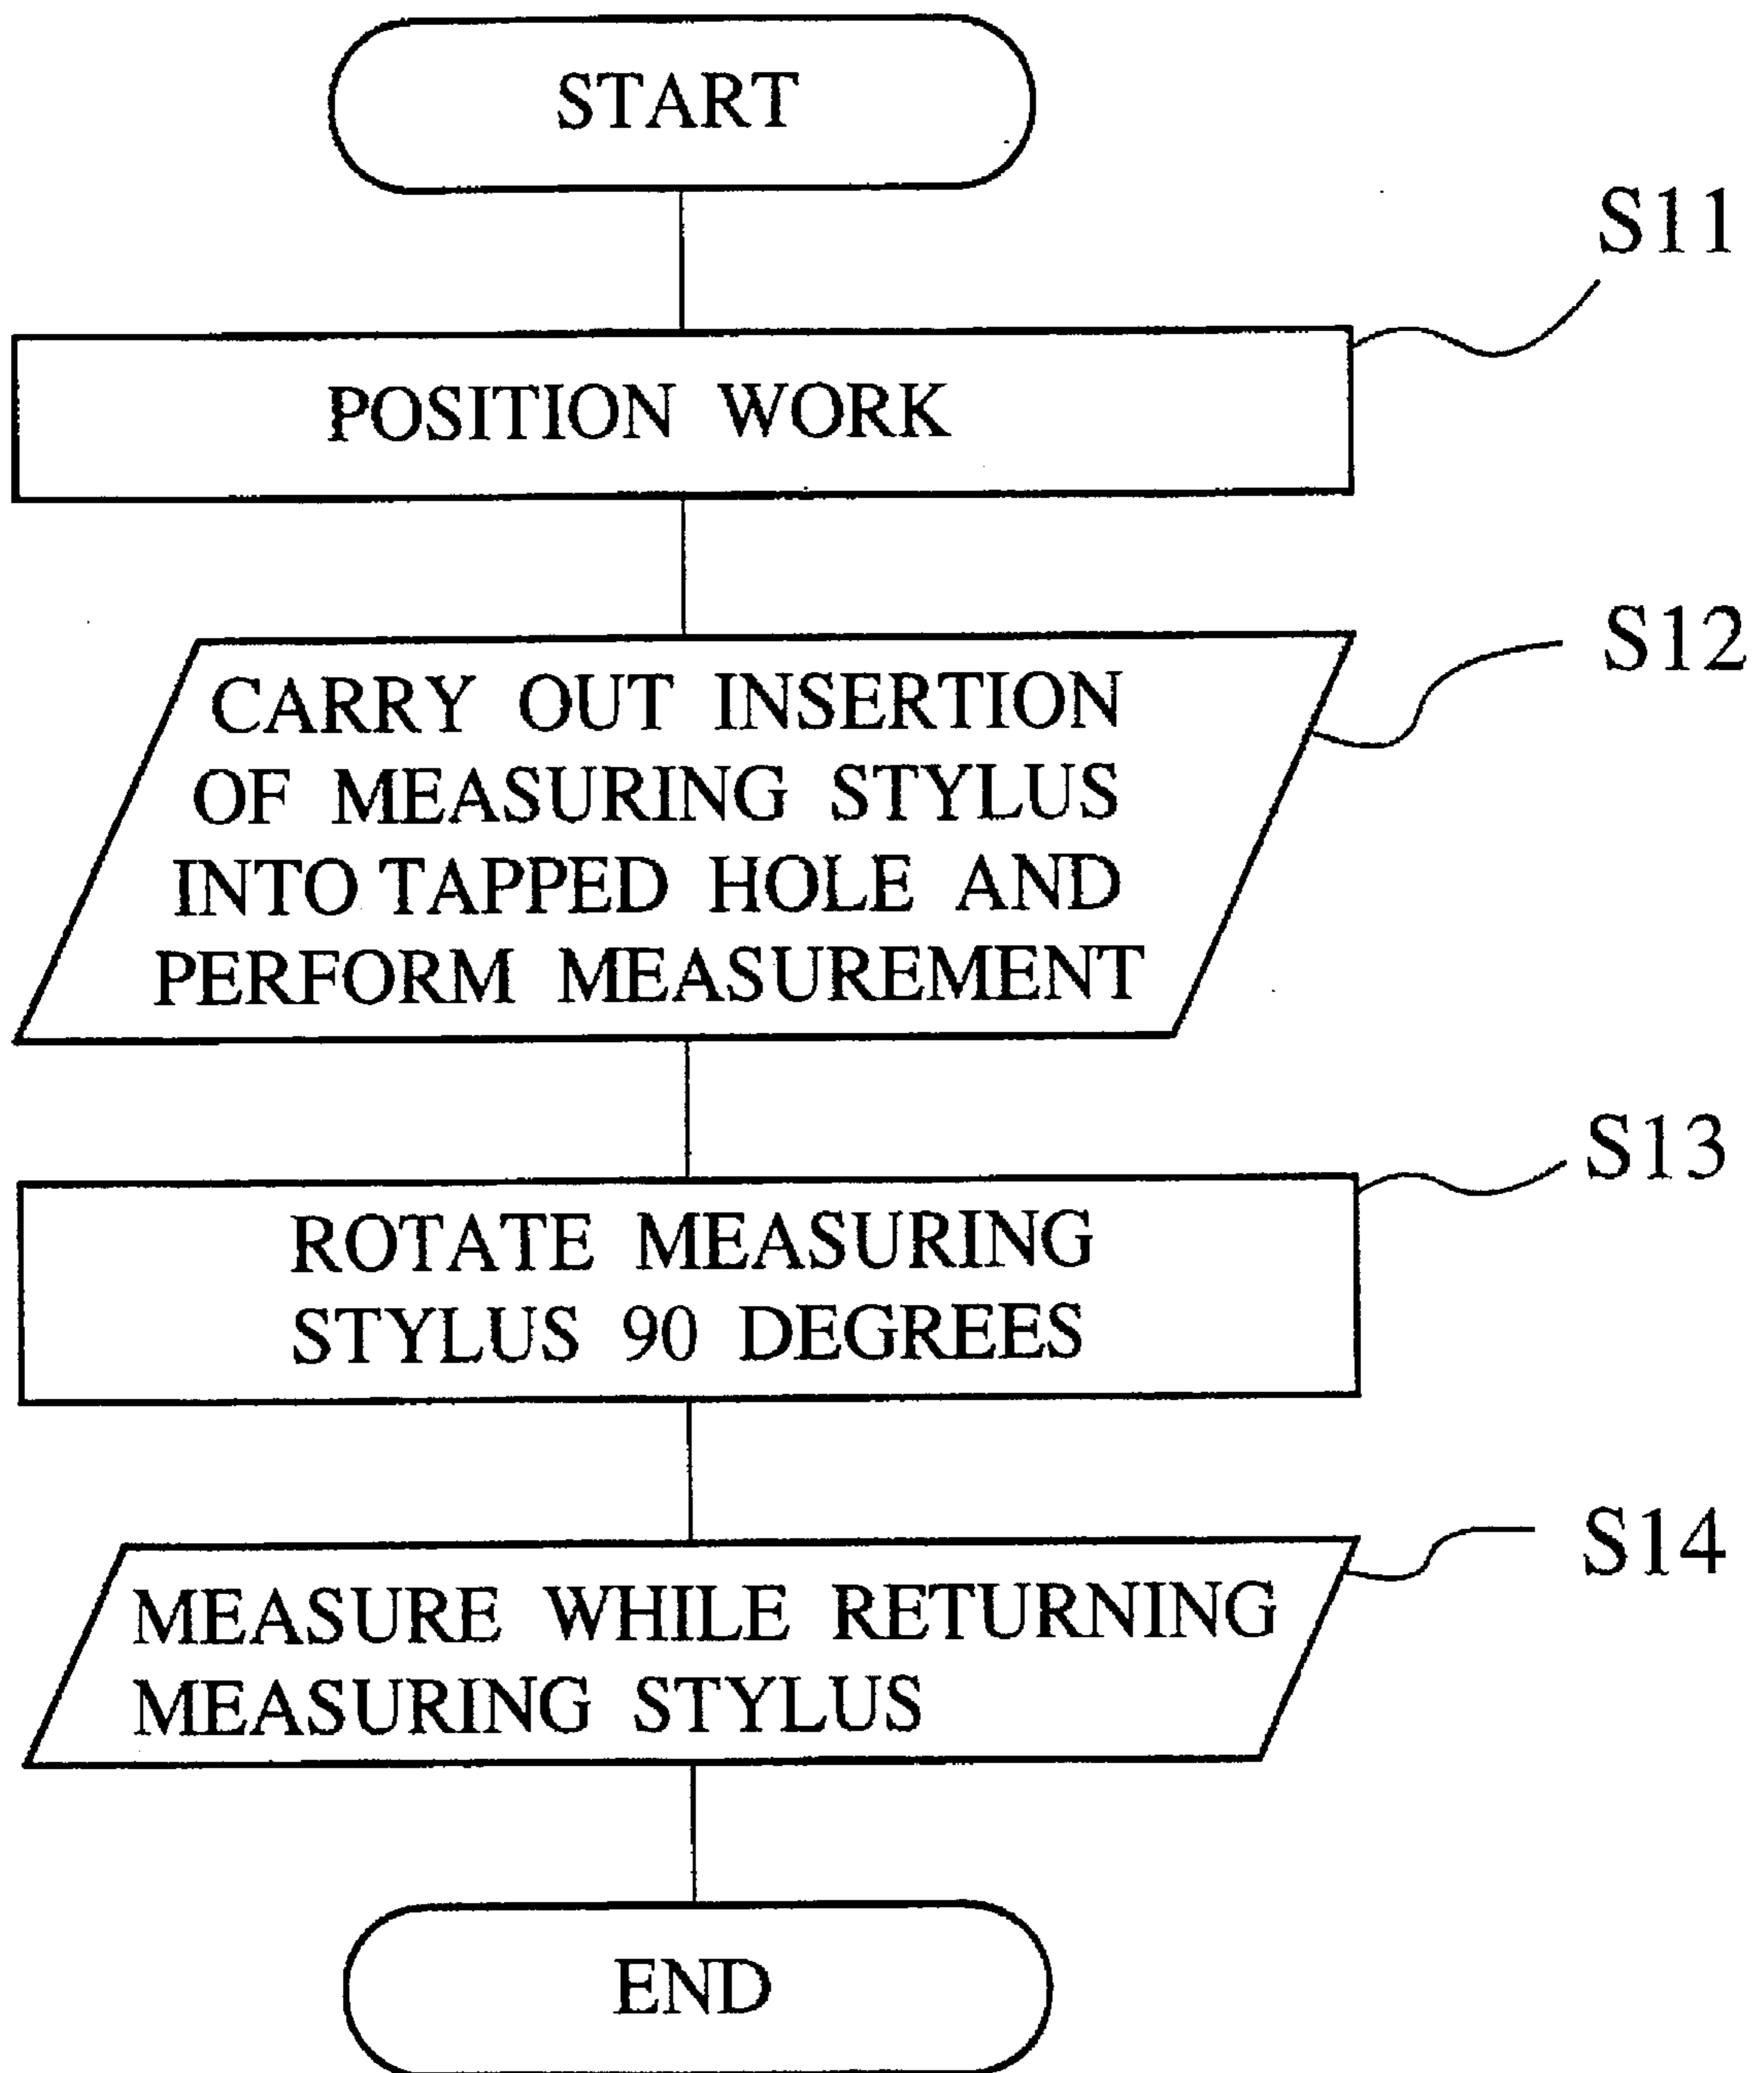 START
S11
POSITION WORK
S12
CARRY OUT INSERTION
OF MEASURING STYLUS
INTO TAPPED HOLE AND
PERFORM MEASUREMENT
S13
ROTATE MEASURING
STYLUS 90 DEGREES
S14
MEASURE WHILE RETURNING
MEASURING STYLUS
END